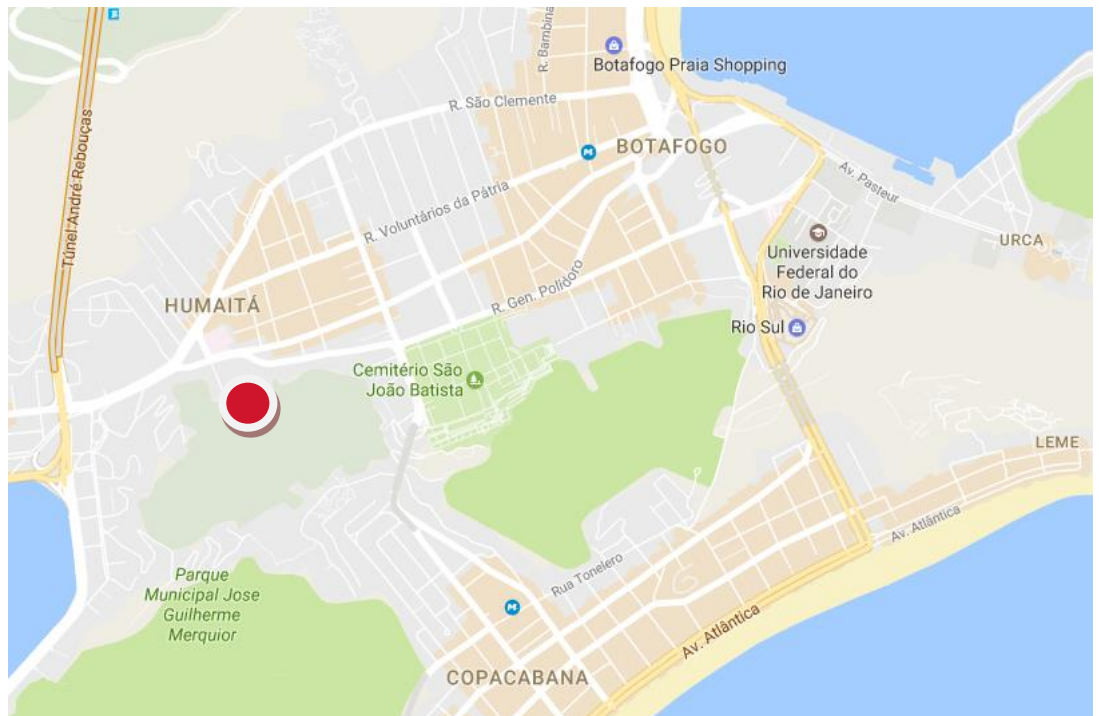 R. Bambina
Botafogo Praia Shopping
R. São Clemente
Túnel André Rebouças
BOTAFOGO
Av. Pasteur
R. Voluntários da Pátria
URCA
Universidade
Federal do
Rio de Janeiro
R. Gen. Polidoro
HUMAITÁ
Rio Sul
Cemitério São
João Batista
LEME
Av. Atlântica
Parque
Municipal Jose
Guilherme
Merquior
Rua Tonelero
Av. Atlântica
COPACABANA